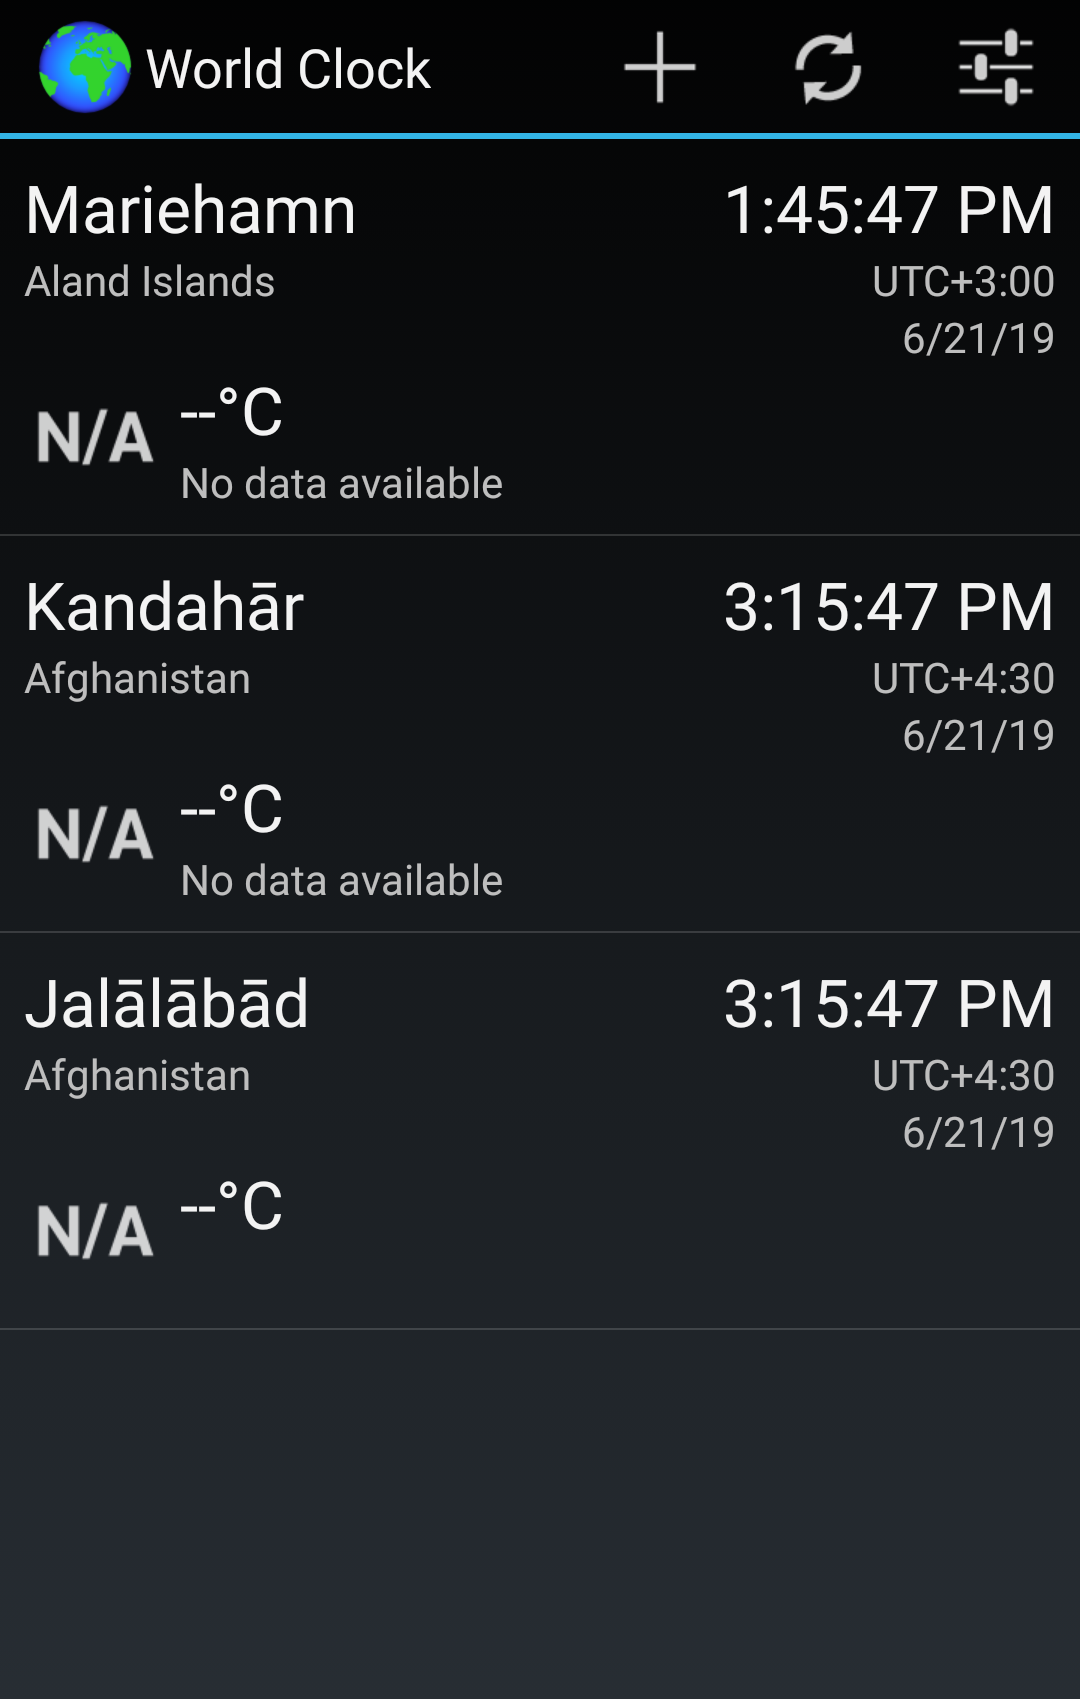 World Clock
Mariehamn 1:45:47 PM
Aland Islands UTC+3:00
6/21/19
N/A --°C
No data available
Kandahār 3:15:47 PM
Afghanistan UTC+4:30
6/21/19
N/A --°C
No data available
Jalālābād 3:15:47 PM
Afghanistan UTC+4:30
6/21/19
N/A --°C